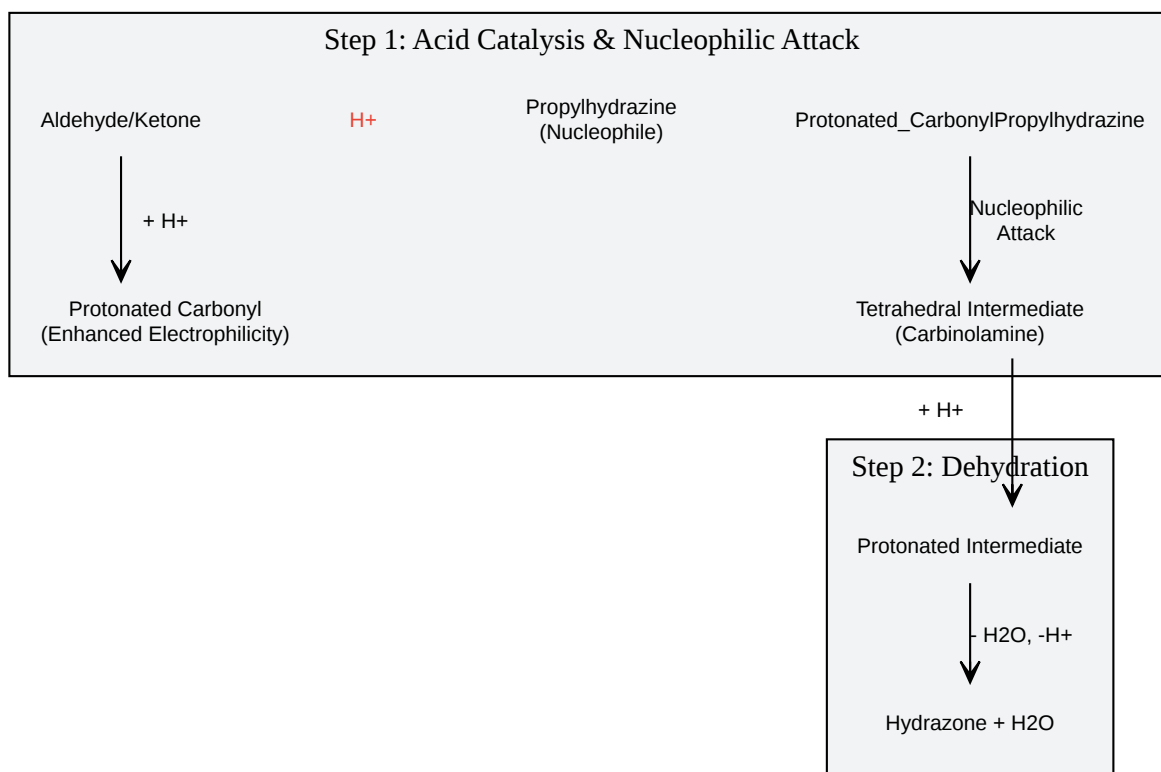 Step 1: Acid Catalysis & Nucleophilic Attack
Aldehyde/Ketone
H+
Propylhydrazine
(Nucleophile)
Protonated_CarbonylPropylhydrazine
+ H+
Nucleophilic
Attack
Protonated Carbonyl
(Enhanced Electrophilicity)
Tetrahedral Intermediate
(Carbinolamine)
+ H+
Step 2: Dehydration
Protonated Intermediate
- H2O, -H+
Hydrazone + H2O